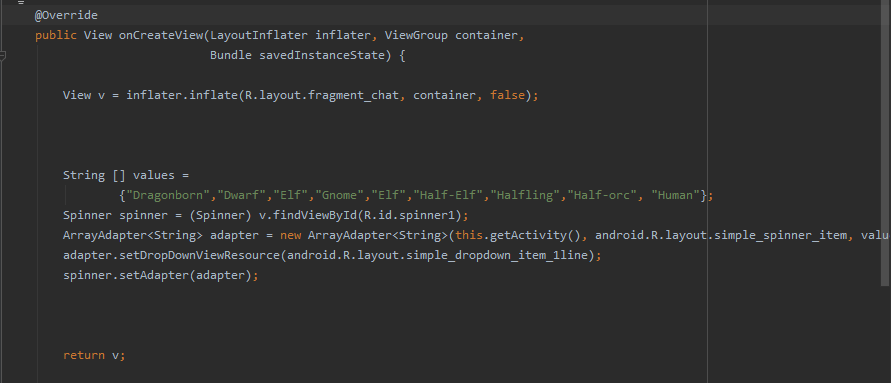 @Override
public View onCreateView(LayoutInflater inflater, ViewGroup container,
Bundle savedInstanceState) {
View v = inflater.inflate(R.layout.fragment_chat, container, false);
String [] values =
{"Dragonborn","Dwarf","Elf","Gnome","Elf","Half-Elf","Halfling","Half-orc", "Human"};
Spinner spinner = (Spinner) v.findViewById(R.id.spinner1);
ArrayAdapter<String> adapter = new ArrayAdapter<String>(this.getActivity(), android.R.layout.simple_spinner_item, valu
adapter.setDropDownViewResource(android.R.layout.simple_dropdown_item_1line);
spinner.setAdapter(adapter);
return v;